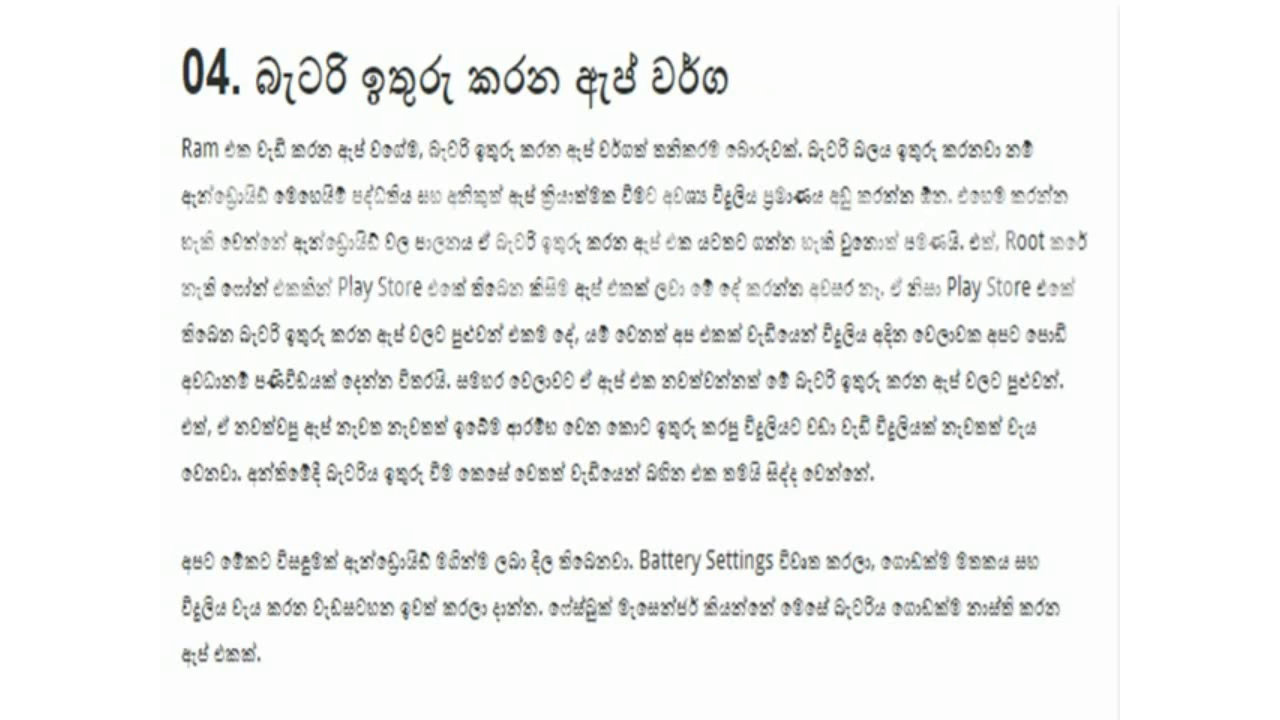 04. බැටරි ඉතුරු කරන ඇප් වර්ග
Ram එක වැඩි කරන ඇප් වගේම, බැටරි ඉතුරු කරන ඇප් වර්ගත් තනිකරම බොරුවක්. බැටරි බලය ඉතුරු කරනවා නම්
ඇන්ඩ්‍රොයිඩ් මෙහෙයිම් පද්ධතිය සහ අනිකුත් ඇප් ක්‍රියාත්මක වීමට අවශ්‍ය විදුලිය ප්‍රමාණය අඩු කරන්න ඕන. එහෙම කරන්න
හැකි වෙන්නේ ඇන්ඩ්‍රොයිඩ් වල පාලනය ඒ බැටරි ඉතුරු කරන ඇප් එක යටතට ගන්න හැකි වුනොත් පමණයි. එත්, Root කරේ
නැති ෆෝන් එකකින් Play Store එකේ තිබෙන කිසිම ඇප් එකක් ලවා මේ දේ කරන්න අවසර නෑ. ඒ නිසා Play Store එකේ
තිබෙන බැටරි ඉතුරු කරන ඇප් වලට පුළුවන් එකම දේ, යම් වෙනත් අප එකක් වැඩියෙන් විදුලිය අදින වෙලාවක අපට පොඩි
අවධානම් පණිවිඩයක් දෙන්න විතරයි. සමහර වෙලාවට ඒ ඇප් එක නවත්වන්නත් මේ බැටරි ඉතුරු කරන ඇප් වලට පුළුවන්.
එත්, ඒ නවත්වපු ඇප් නැවත නැවතත් ඉබේම ආරම්භ වෙන කොට ඉතුරු කරපු විදුලියට වඩා වැඩි විදුලියක් නැවතත් වැය
වෙනවා. අන්තිමේදී බැටරිය ඉතුරු වීම කෙසේ වෙතත් වැඩියෙන් බහින එක තමයි සිද්ද වෙන්නේ.
අපට මේකට විසඳුමක් ඇන්ඩ්‍රොයිඩ් මගින්ම ලබා දීල තිබෙනවා. Battery Settings විවෘත කරලා, ගොඩක්ම මතකය සහ
විදුලිය වැය කරන වැඩසටහන ඉවත් කරලා දාන්න. ෆේස්බුක් මැසෙන්ජර් කියන්නේ මෙසේ බැටරිය ගොඩක්ම නාස්ති කරන
ඇප් එකක්.